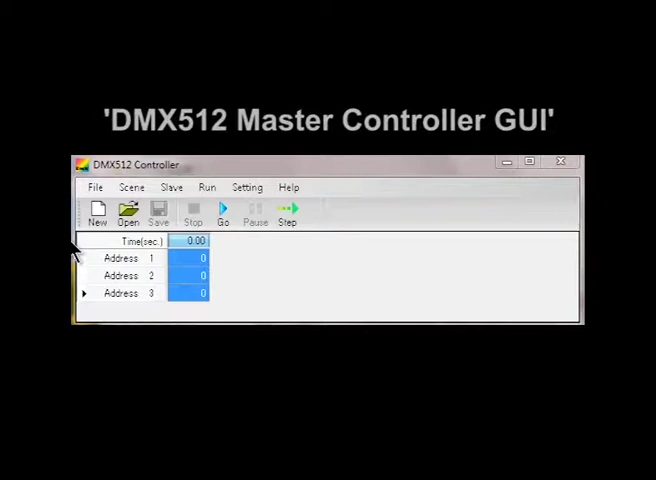 'DMX512 Master Controller GUI'
DMX512 Controller
File Scene Slave Run Setting Help
New Open Save Stop Go Pause Step
Time(sec.) 0.00
Address 1 0
Address 2 0
Address 3 0